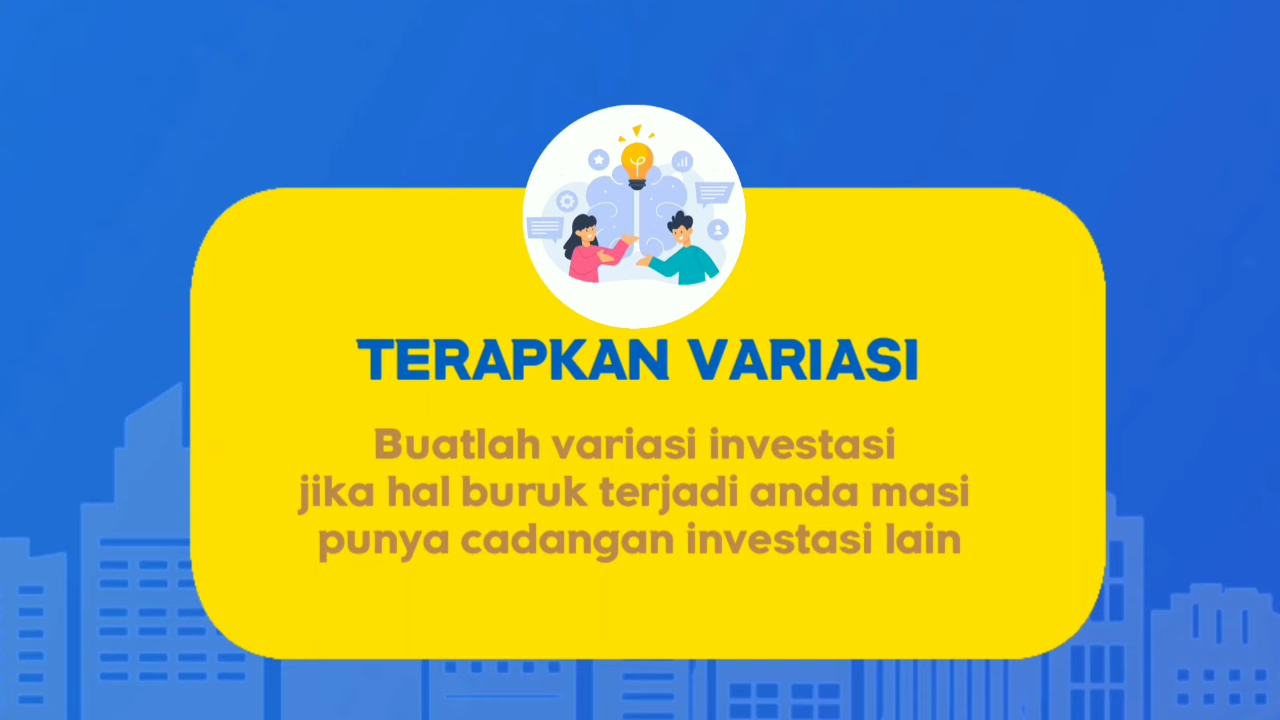 TERAPKAN VARIASI
Buatlah variasi investasi
jika hal buruk terjadi anda masi
punya cadangan investasi lain